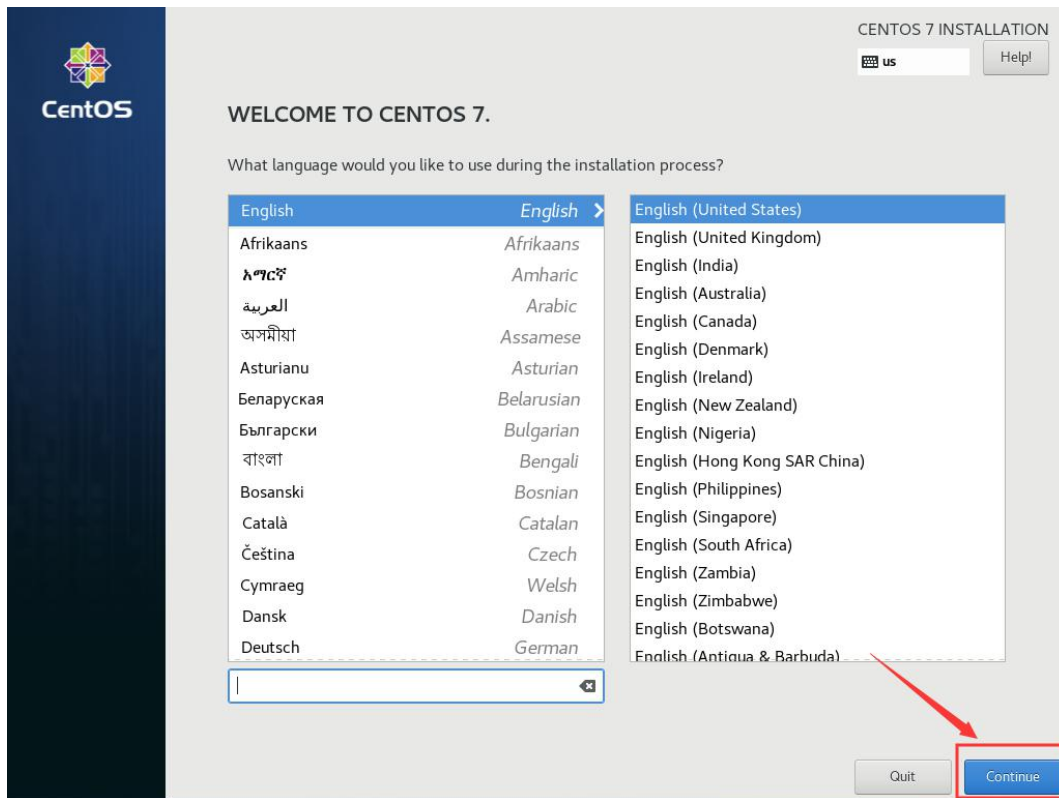 CENTOS 7 INSTALLATION
us
Help!
CentOS
WELCOME TO CENTOS 7.
What language would you like to use during the installation process?
English English
Afrikaans Afrikaans
አማርኛ Amharic
العربية Arabic
অসমীয়া Assamese
Asturianu Asturian
Беларуская Belarusian
Български Bulgarian
বাংলা Bengali
Bosanski Bosnian
Català Catalan
Čeština Czech
Cymraeg Welsh
Dansk Danish
Deutsch German
English (United States)
English (United Kingdom)
English (India)
English (Australia)
English (Canada)
English (Denmark)
English (Ireland)
English (New Zealand)
English (Nigeria)
English (Hong Kong SAR China)
English (Philippines)
English (Singapore)
English (South Africa)
English (Zambia)
English (Zimbabwe)
English (Botswana)
English (Antigua & Barbuda)
Quit
Continue